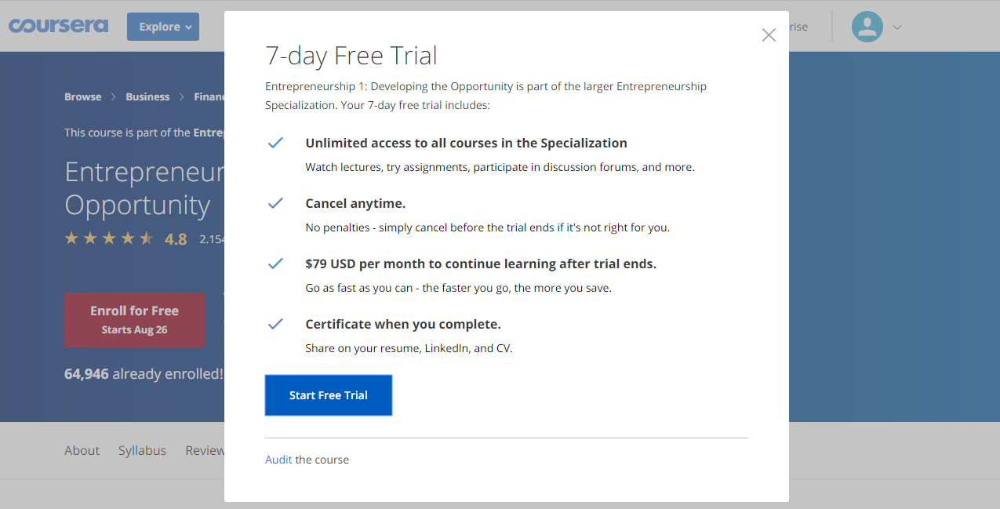 coursera
Explore
rise
7-day Free Trial
Entrepreneurship 1: Developing the Opportunity is part of the larger Entrepreneurship
Specialization. Your 7-day free trial includes:
Unlimited access to all courses in the Specialization
Watch lectures, try assignments, participate in discussion forums, and more.
Cancel anytime.
No penalties - simply cancel before the trial ends if it's not right for you.
$79 USD per month to continue learning after trial ends.
Go as fast as you can - the faster you go, the more you save.
Certificate when you complete.
Share on your resume, LinkedIn, and CV.
Start Free Trial
Audit the course
Browse > Business > Financ
This course is part of the Entrep
Entrepreneur
Opportunity
4.8 2.154
Enroll for Free
Starts Aug 26
64,946 already enrolled!
About Syllabus Review